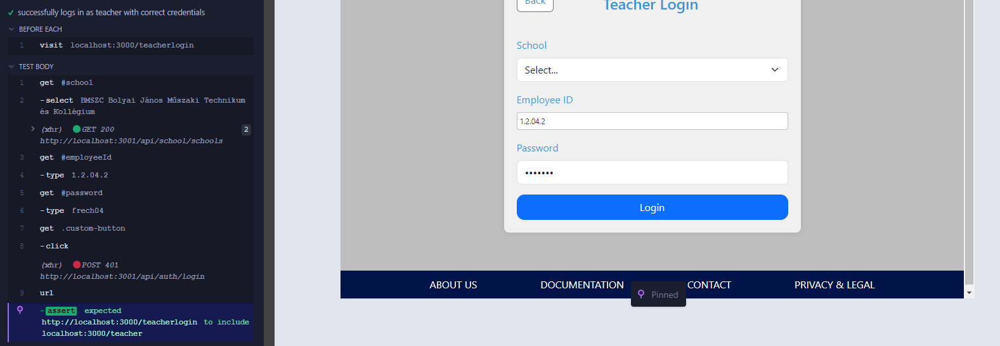 successfully logs in as teacher with correct credentials
BEFORE EACH
1 visit localhost:3000/teacherlogin
TEST BODY
1 get #school
2 -select BMSZC Bolyai János Műszaki Technikum
és Kollégium
(xhr) GET 200 2
http://localhost:3001/api/school/schools
3 get #employeeId
4 -type 1.2.04.2
5 get #password
6 -type frech04
7 get .custom-button
8 -click
(xhr) POST 401
http://localhost:3001/api/auth/login
9 url
-assert expected
http://localhost:3000/teacherlogin to include
localhost:3000/teacher
Back
Teacher Login
School
Select...
Employee ID
1.2.04.2
Password
•••••••
Login
ABOUT US DOCUMENTATION CONTACT PRIVACY & LEGAL
Pinned